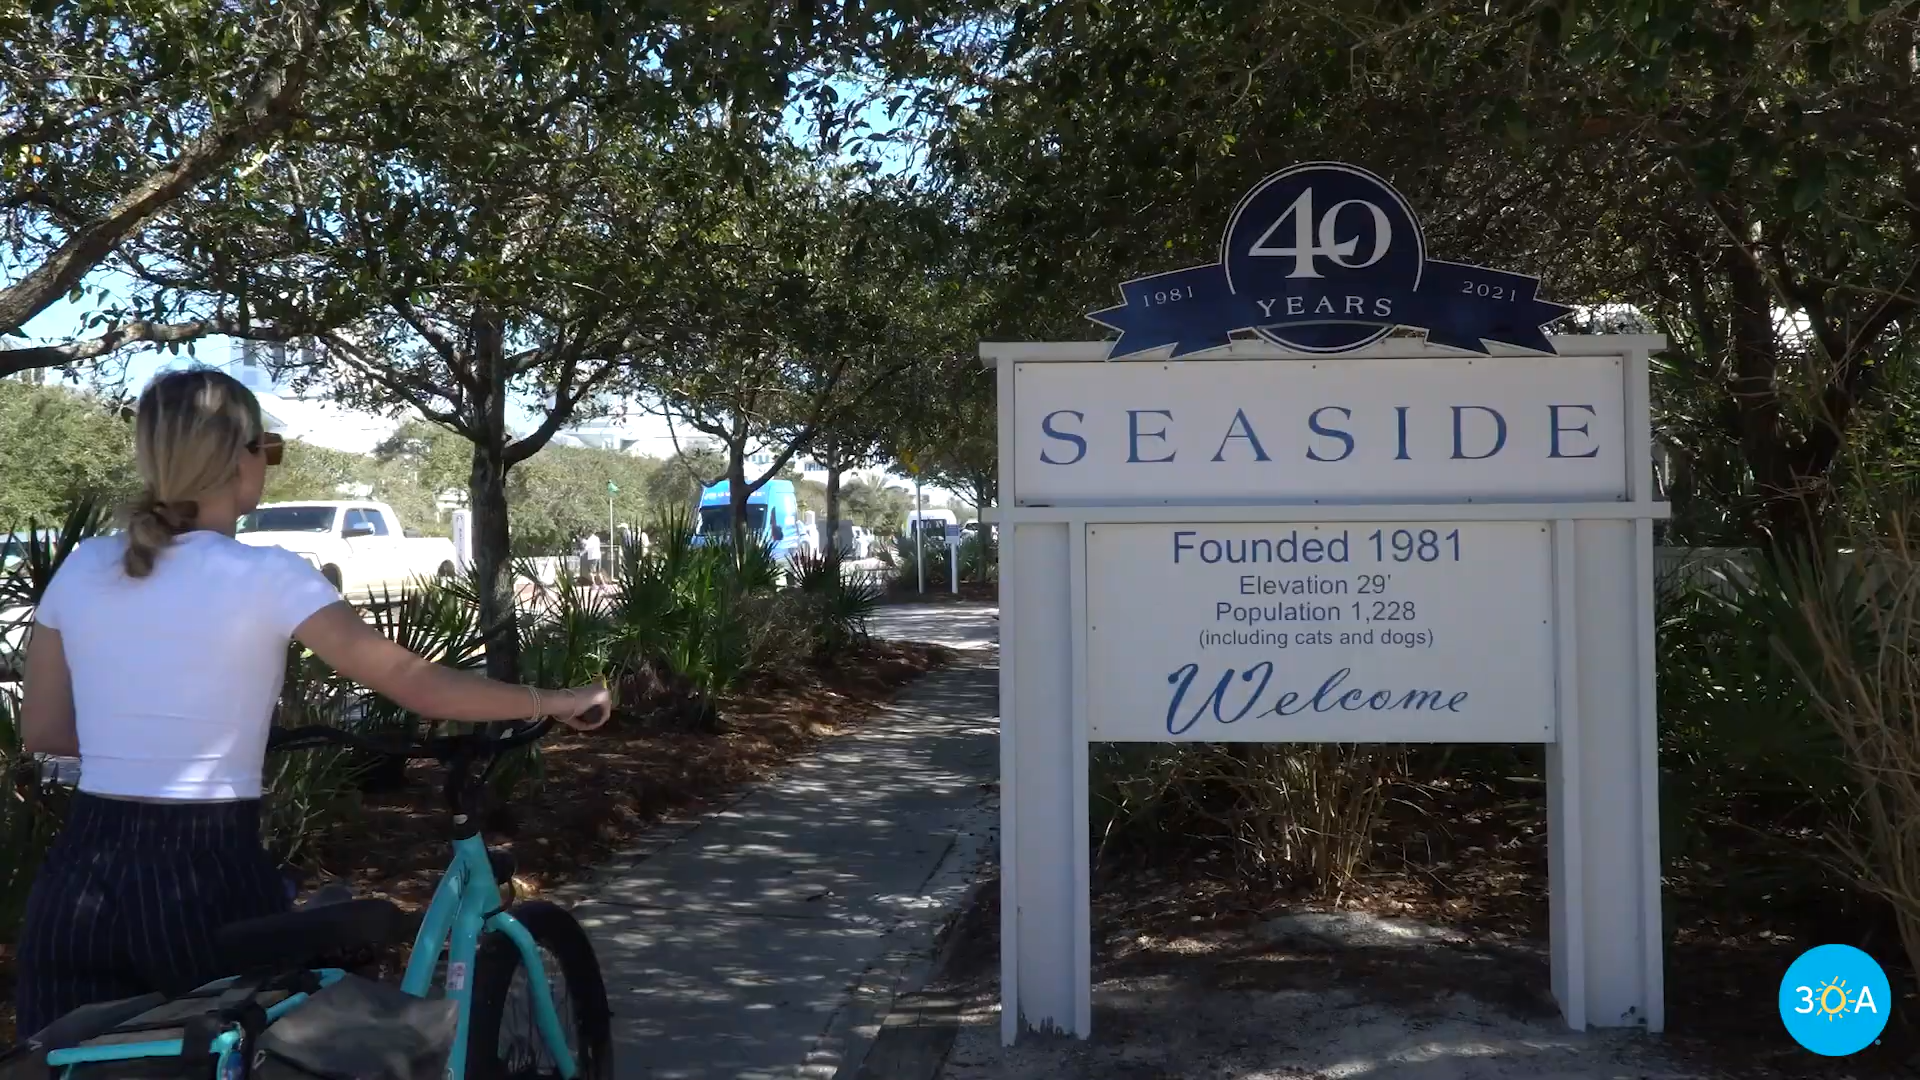 40
YEARS
1981
2021
SEASIDE
Founded 1981
Elevation 29'
Population 1,228
(including cats and dogs)
Welcome
30A